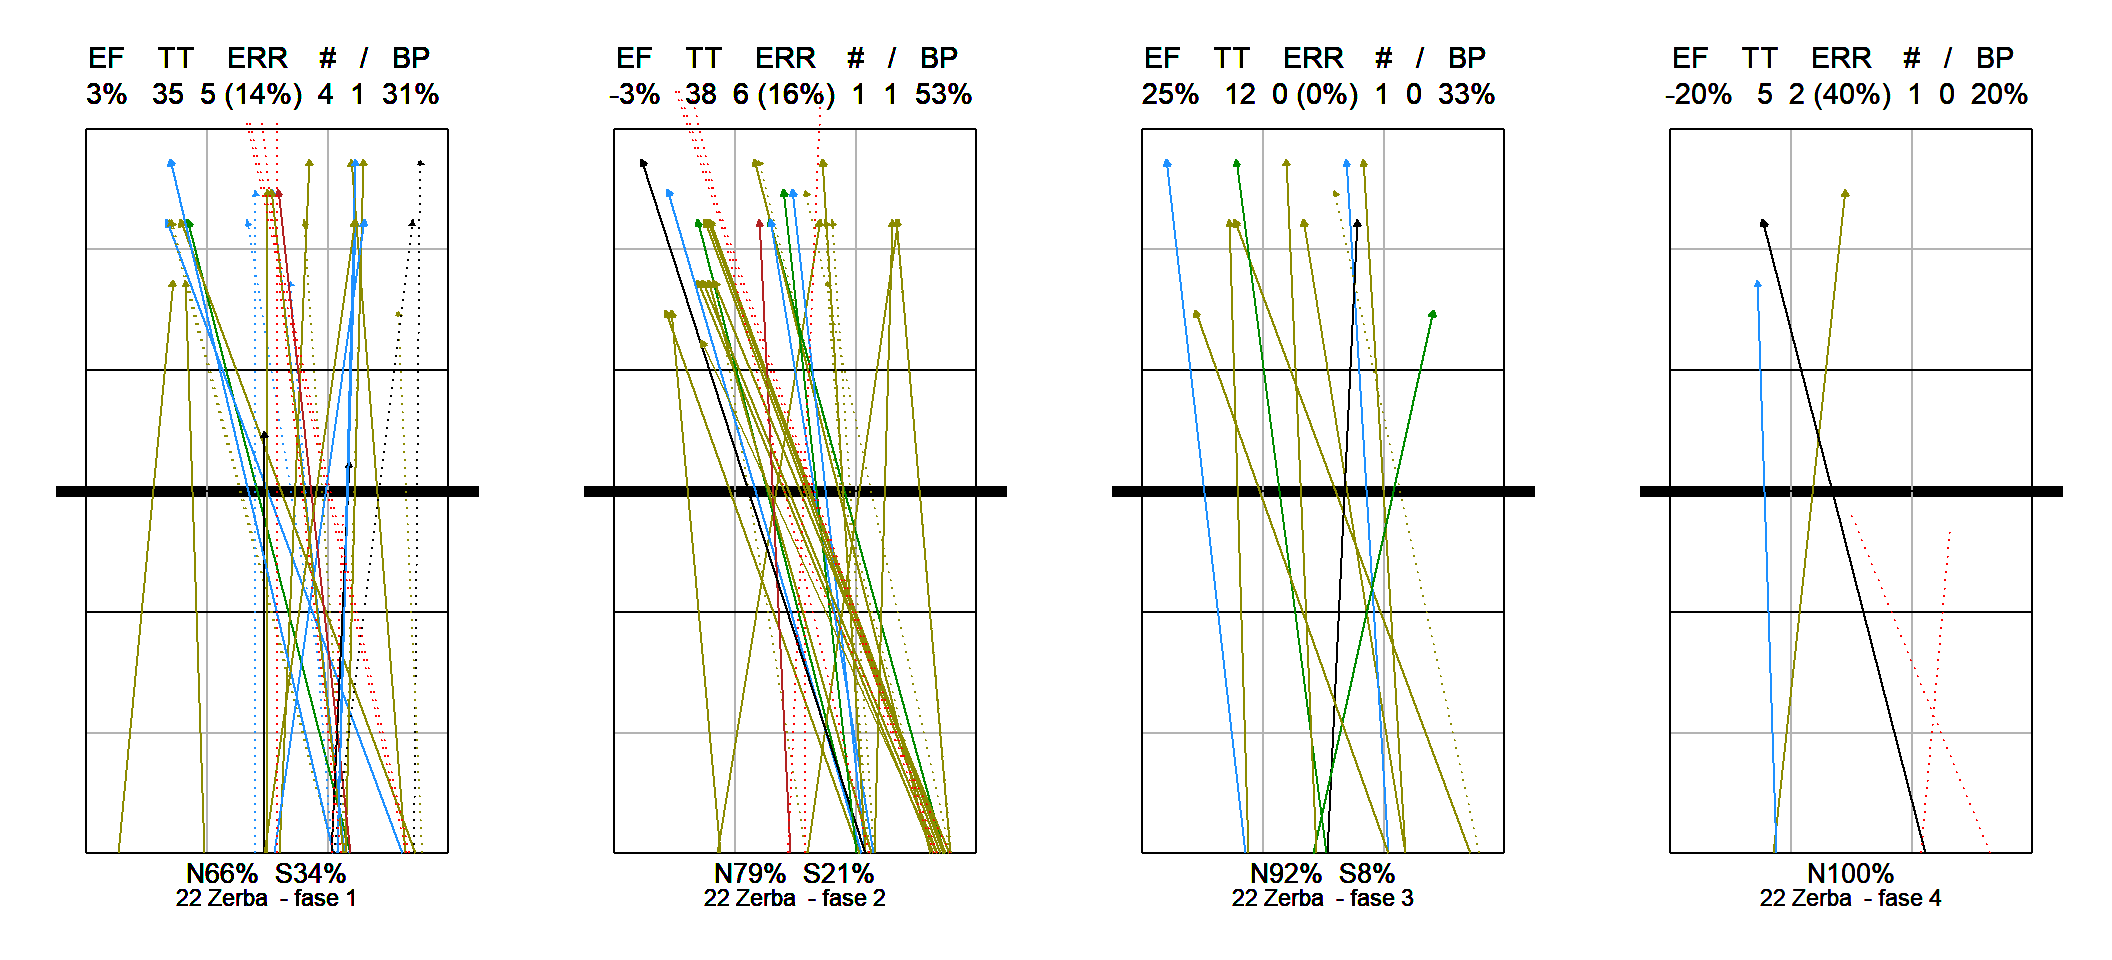 EF TT ERR # / BP
3% 35 5 (14%) 4 1 31%
N66% S34%
22 Zerba - fase 1
EF TT ERR # / BP
-3% 38 6 (16%) 1 1 53%
N79% S21%
22 Zerba - fase 2
EF TT ERR # / BP
25% 12 0 (0%) 1 0 33%
N92% S8%
22 Zerba - fase 3
EF TT ERR # / BP
-20% 5 2 (40%) 1 0 20%
N100%
22 Zerba - fase 4